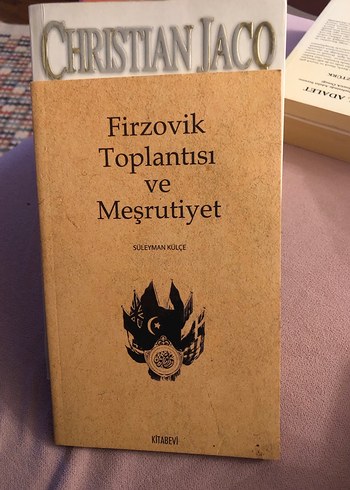 CHRISTIAN JACQ
Firzovik
Toplantısı
ve
Meşrutiyet
SÜLEYMAN KÜLÇE
KİTABEVİ
ADALET